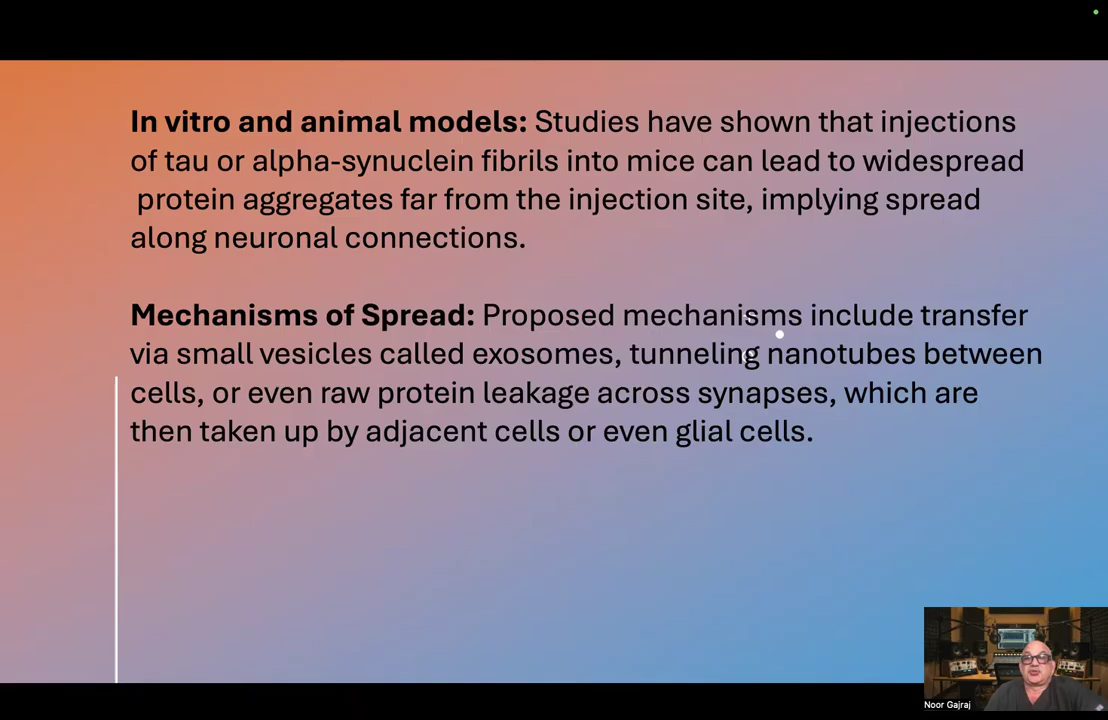 In vitro and animal models: Studies have shown that injections
of tau or alpha-synuclein fibrils into mice can lead to widespread
protein aggregates far from the injection site, implying spread
along neuronal connections.
Mechanisms of Spread: Proposed mechanisms include transfer
via small vesicles called exosomes, tunneling nanotubes between
cells, or even raw protein leakage across synapses, which are
then taken up by adjacent cells or even glial cells.
Noor Gajraj